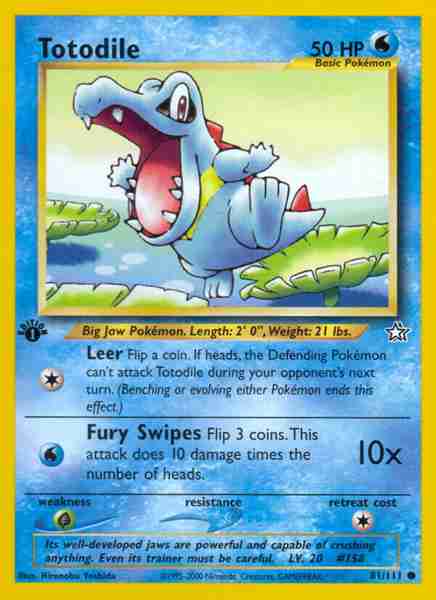 Totodile
50 HP
Basic Pokémon
Big Jaw Pokémon. Length: 2' 0", Weight: 21 lbs.
EDITION
1
Leer Flip a coin. If heads, the Defending Pokémon
can't attack Totodile during your opponent's next
turn. (Benching or evolving either Pokémon ends this
effect.)
Fury Swipes Flip 3 coins. This
attack does 10 damage times the
number of heads.
10x
weakness resistance retreat cost
Its well-developed jaws are powerful and capable of crushing
anything. Even its trainer must be careful. LV. 20 #158
Illus. Hironobu Yoshida ©1995-2000 Nintendo, Creatures, GAMEFREAK. 81/111